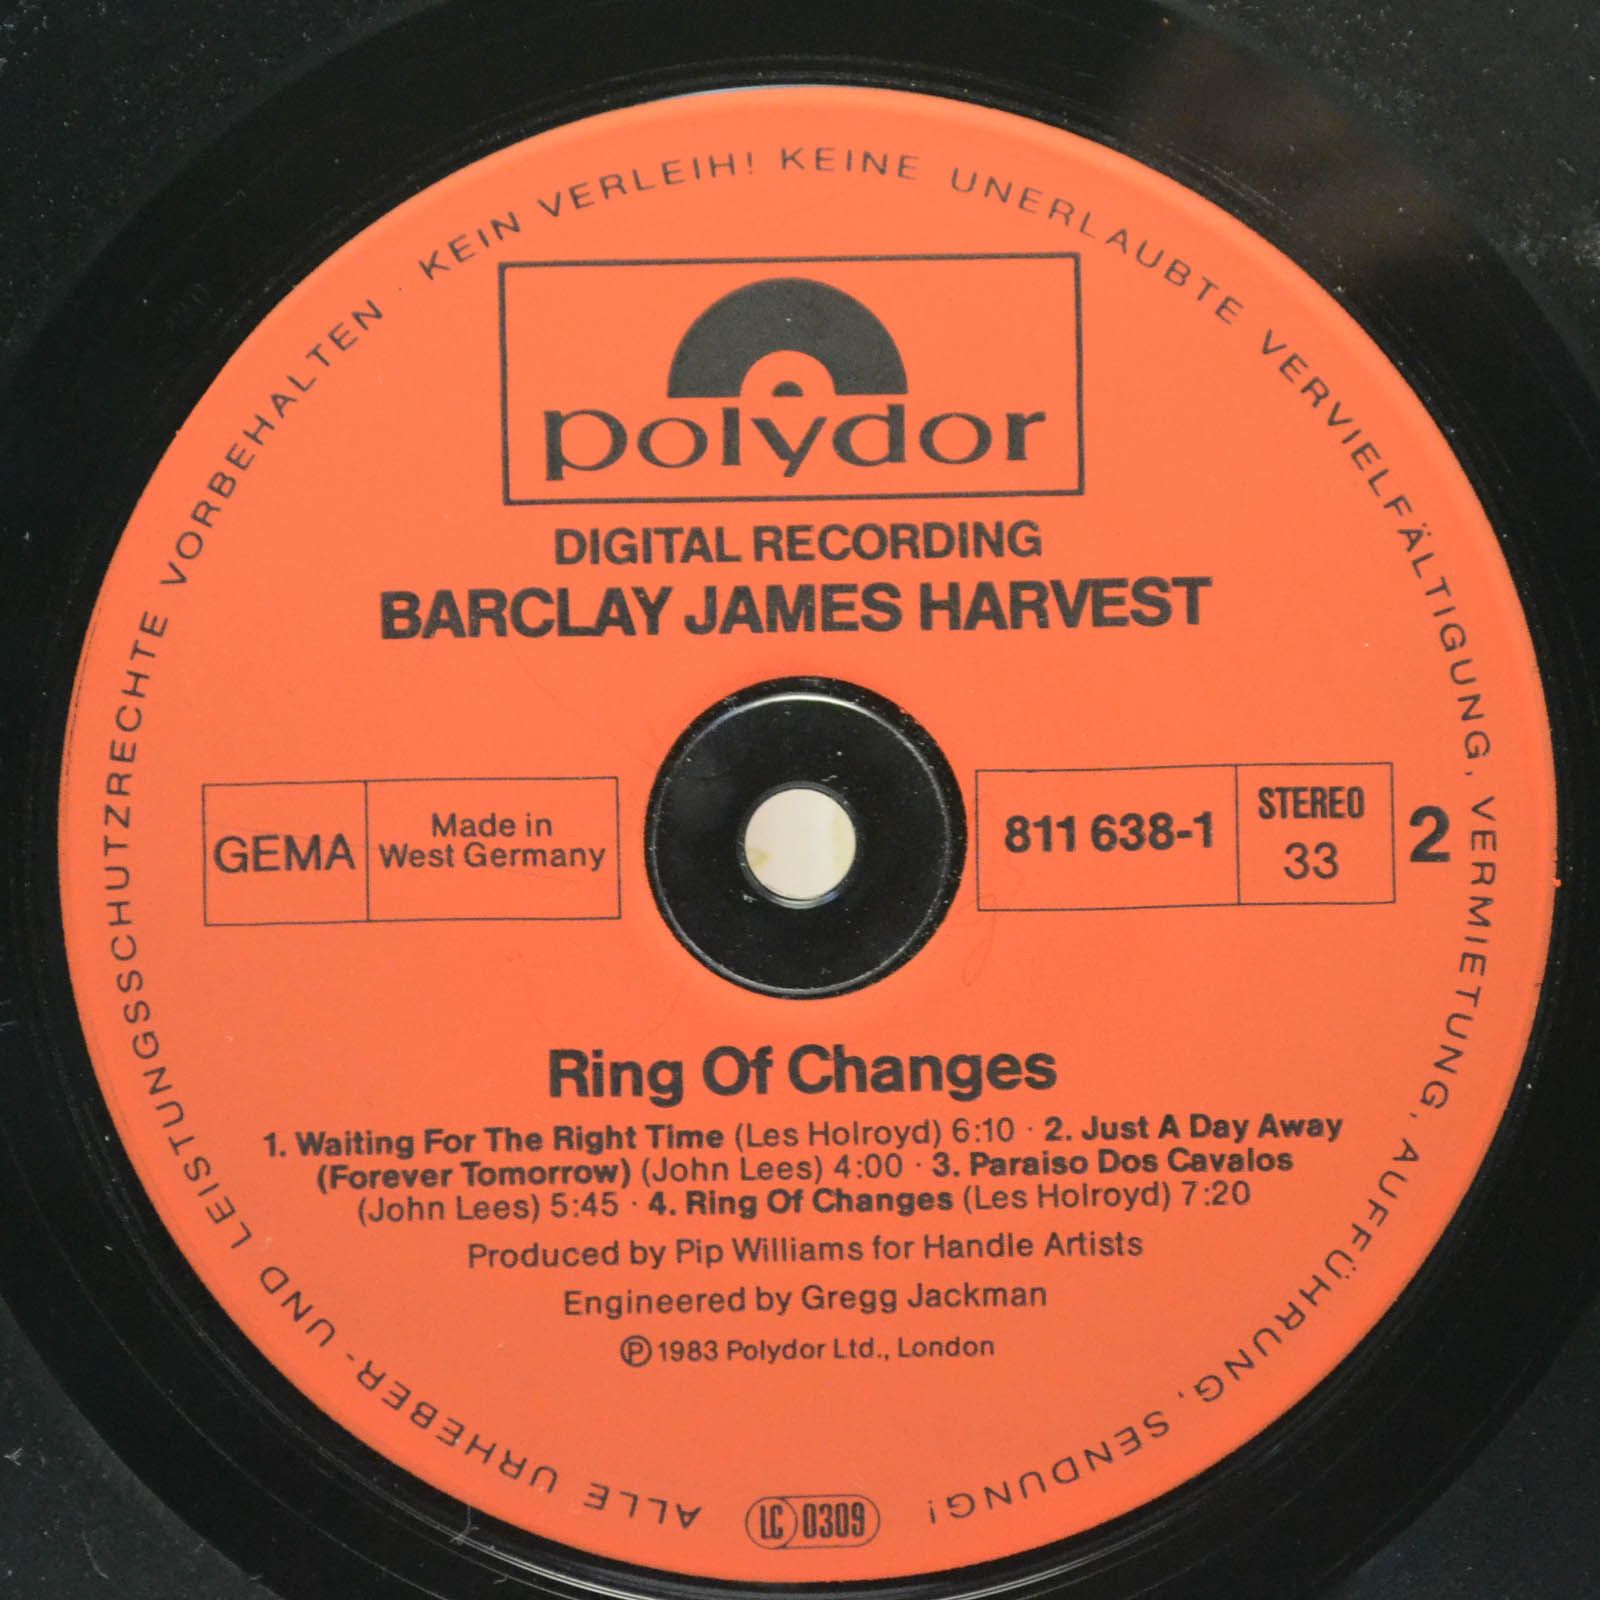 ALLE URHEBER- UND LEISTUNGSSCHUTZRECHTE VORBEHALTEN · KEIN VERLEIH! KEINE UNERLAUBTE VERVIELFÄLTIGUNG, VERMIETUNG, AUFFÜHRUNG, SENDUNG!
polydor
DIGITAL RECORDING
BARCLAY JAMES HARVEST
GEMA
Made in
West Germany
811 638-1
STEREO
33
2
Ring Of Changes
1. Waiting For The Right Time (Les Holroyd) 6:10 · 2. Just A Day Away
(Forever Tomorrow) (John Lees) 4:00 · 3. Paraiso Dos Cavalos
(John Lees) 5:45 · 4. Ring Of Changes (Les Holroyd) 7:20
Produced by Pip Williams for Handle Artists
Engineered by Gregg Jackman
℗ 1983 Polydor Ltd., London
LC 0309